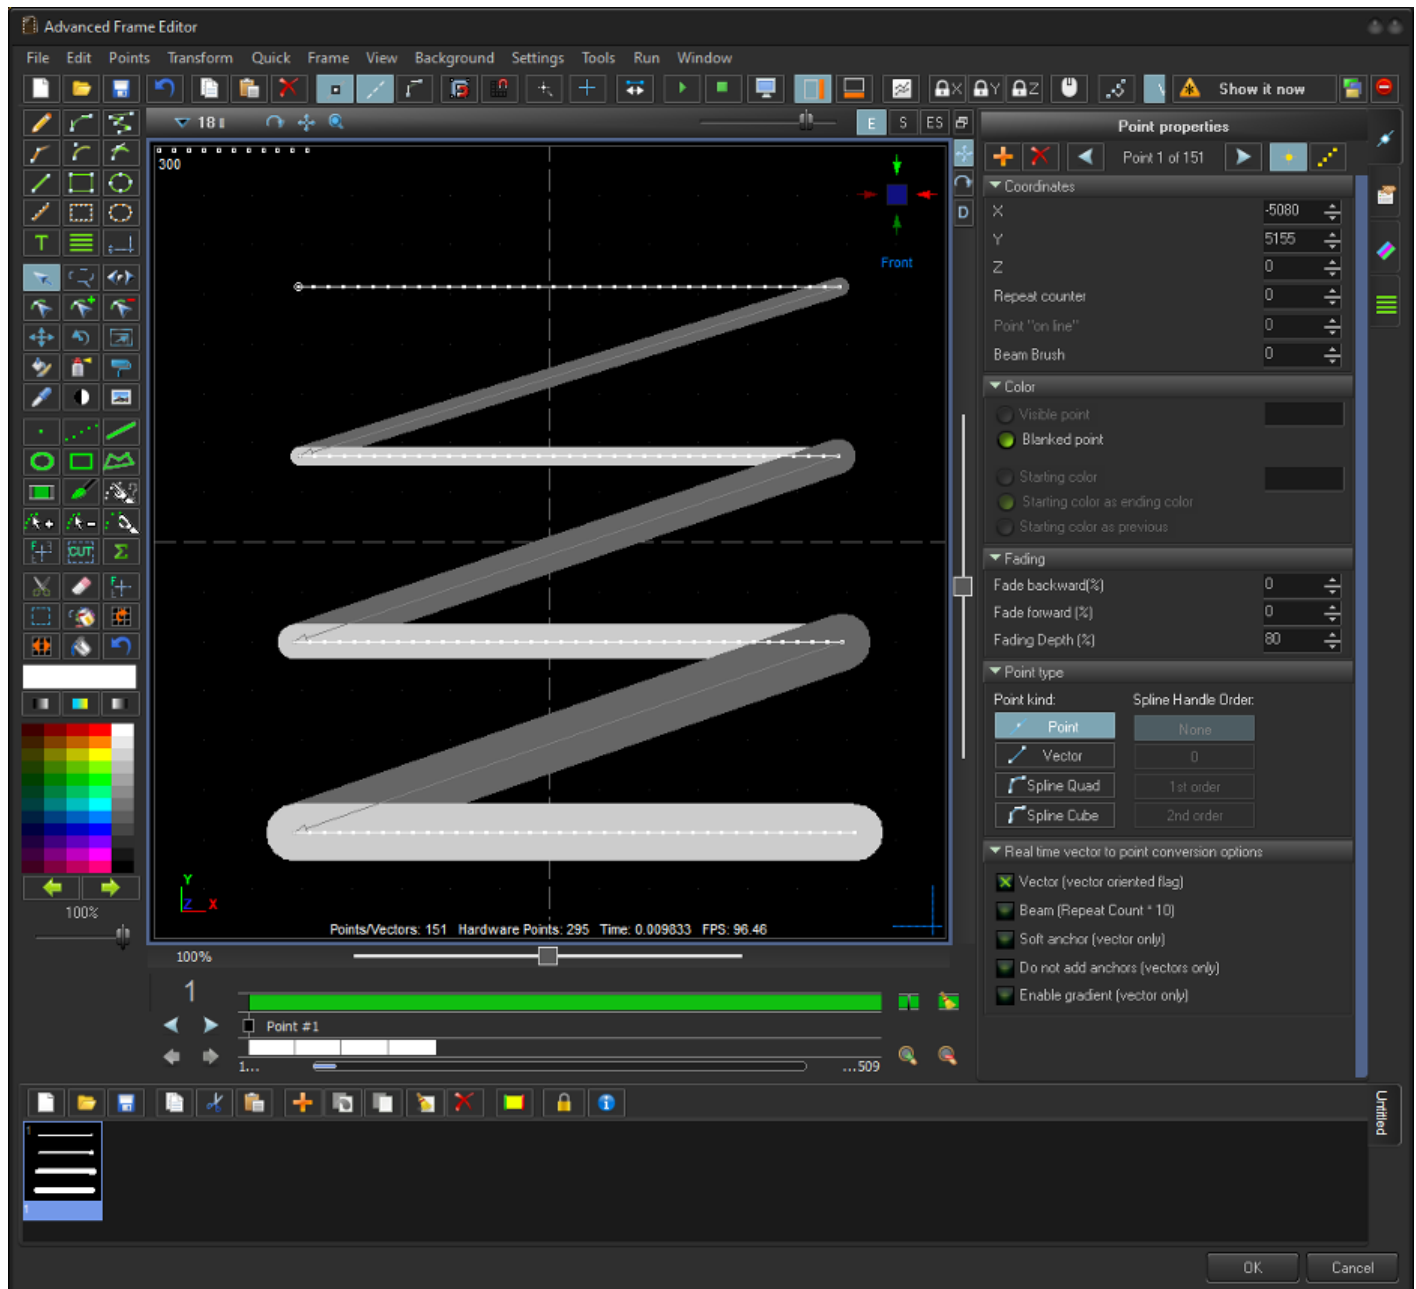 Advanced Frame Editor
File Edit Points Transform Quick Frame View Background Settings Tools Run Window
X Y Z Show it now
18
E S ES
Point properties
Point 1 of 151
300
D
Front
Coordinates
X -5080
Y 5155
Z 0
Repeat counter 0
Point "on line" 0
Beam Brush 0
Color
Visible point
Blanked point
Starting color
Starting color as ending color
Starting color as previous
Fading
Fade backward(%) 0
Fade forward (%) 0
Fading Depth (%) 80
Point type
Point kind: Spline Handle Order:
Point None
Vector 0
Spline Quad 1st order
Spline Cube 2nd order
Real time vector to point conversion options
Vector (vector oriented flag)
Beam (Repeat Count * 10)
Soft anchor (vector only)
Do not add anchors (vectors only)
Enable gradient (vector only)
T
CUT
Σ
F
100%
Y
Z X
Points/Vectors: 151 Hardware Points: 295 Time: 0.009833 FPS: 96.46
100%
1
Point #1
1... ...509
Untitled
1
1
OK Cancel